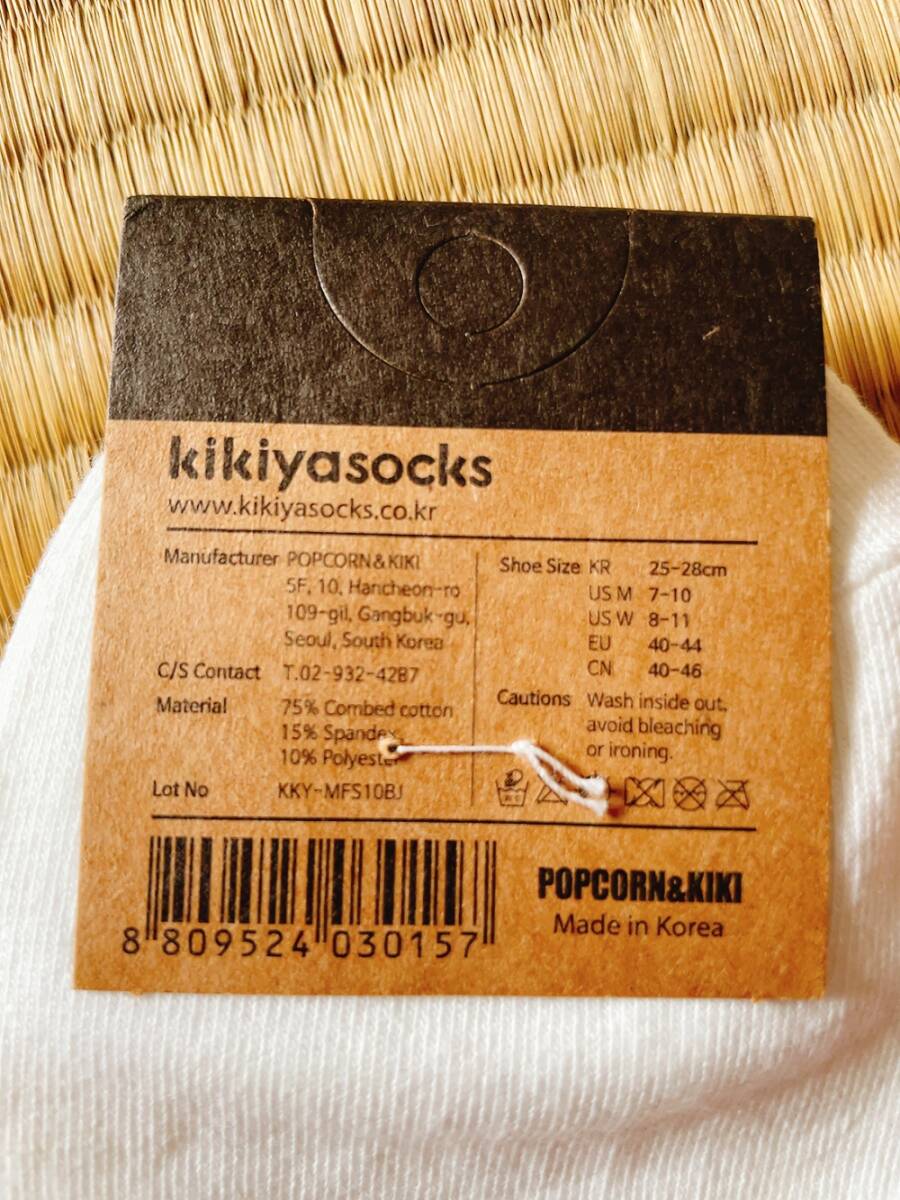 kikiyasocks
www.kikiyasocks.co.kr
Manufacturer POPCORN&KIKI
5F, 10, Hancheon-ro
109-gil, Gangbuk-gu,
Seoul, South Korea
C/S Contact T.02-932-4287
Material 75% Combed cotton
15% Spandex,
10% Polyester
Lot No KKY-MFS10BJ
Shoe Size KR 25-28cm
US M 7-10
US W 8-11
EU 40-44
CN 40-46
Cautions Wash inside out,
avoid bleaching
or ironing.
8 809524 030157
POPCORN&KIKI
Made in Korea